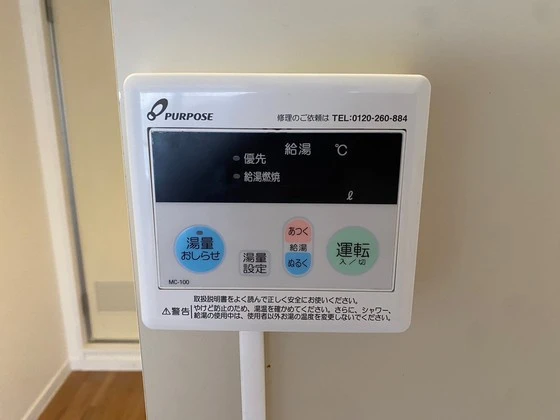 PURPOSE
修理のご依頼は TEL:0120-260-884
給湯 ℃
優先
給湯燃焼
ℓ
湯量
おしらせ
湯量
設定
あつく
給湯
ぬるく
運転
入/切
MC-100
取扱説明書をよく読んで正しく安全にお使いください。
⚠警告 やけど防止のため、湯温を確かめてください。さらに、シャワー、
給湯の使用中は、使用者以外お湯の温度を変更しないでください。